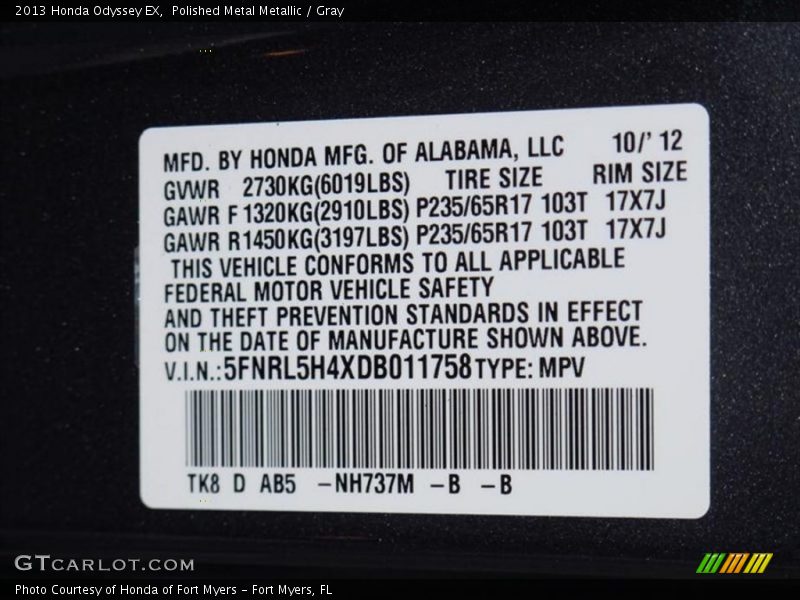 2013 Honda Odyssey EX, Polished Metal Metallic / Gray
MFD. BY HONDA MFG. OF ALABAMA, LLC 10/' 12
GVWR 2730KG(6019LBS) TIRE SIZE RIM SIZE
GAWR F 1320KG(2910LBS) P235/65R17 103T 17X7J
GAWR R1450KG(3197LBS) P235/65R17 103T 17X7J
THIS VEHICLE CONFORMS TO ALL APPLICABLE
FEDERAL MOTOR VEHICLE SAFETY
AND THEFT PREVENTION STANDARDS IN EFFECT
ON THE DATE OF MANUFACTURE SHOWN ABOVE.
V.I.N.:5FNRL5H4XDB011758 TYPE: MPV
TK8 D AB5 -NH737M -B -B
GTCARLOT.COM
Photo Courtesy of Honda of Fort Myers - Fort Myers, FL